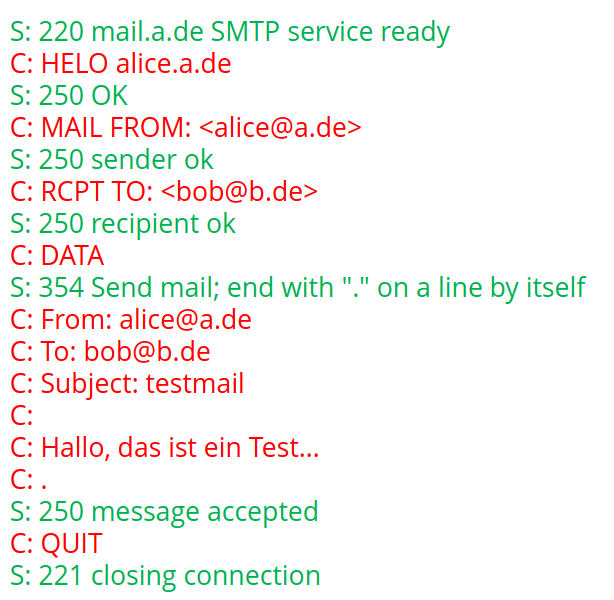 S: 220 mail.a.de SMTP service ready
C: HELO alice.a.de
S: 250 OK
C: MAIL FROM: <alice@a.de>
S: 250 sender ok
C: RCPT TO: <bob@b.de>
S: 250 recipient ok
C: DATA
S: 354 Send mail; end with "." on a line by itself
C: From: alice@a.de
C: To: bob@b.de
C: Subject: testmail
C:
C: Hallo, das ist ein Test...
C: .
S: 250 message accepted
C: QUIT
S: 221 closing connection